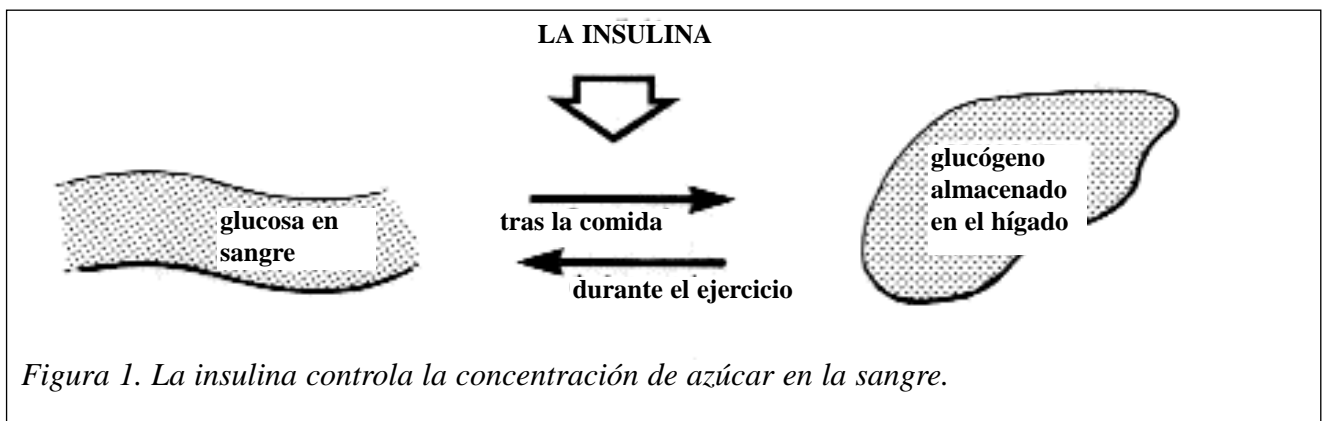 LA INSULINA
glucosa en
sangre
tras la comida
durante el ejercicio
glucógeno
almacenado
en el hígado
Figura 1. La insulina controla la concentración de azúcar en la sangre.